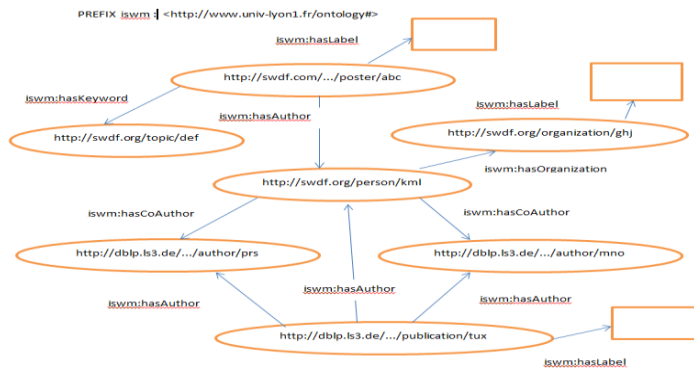 PREFIX iswm : <http://www.univ-lyon1.fr/ontology#>
iswm:hasLabel
http://swdf.com/.../poster/abc
iswm:hasKeyword
iswm:hasAuthor
iswm:hasLabel
http://swdf.org/topic/def
http://swdf.org/organization/ghj
iswm:hasOrganization
http://swdf.org/person/kml
iswm:hasCoAuthor
iswm:hasCoAuthor
http://dblp.ls3.de/.../author/prs
http://dblp.ls3.de/.../author/mno
iswm:hasAuthor
iswm:hasAuthor
iswm:hasAuthor
http://dblp.ls3.de/.../publication/tux
iswm:hasLabel